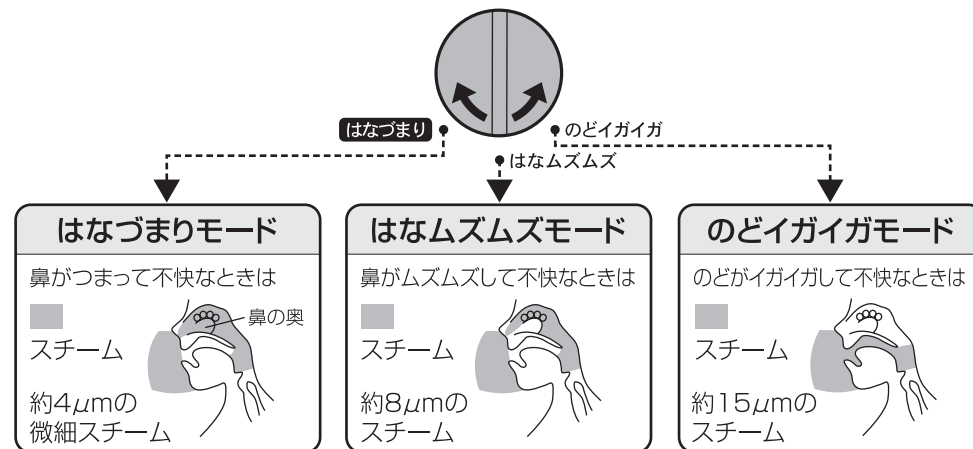 はなづまり
のどイガイガ
はなムズムズ
はなづまりモード
鼻がつまって不快なときは
鼻の奥
スチーム
約4μmの
微細スチーム
はなムズムズモード
鼻がムズムズして不快なときは
スチーム
約8μmの
スチーム
のどイガイガモード
のどがイガイガして不快なときは
スチーム
約15μmの
スチーム